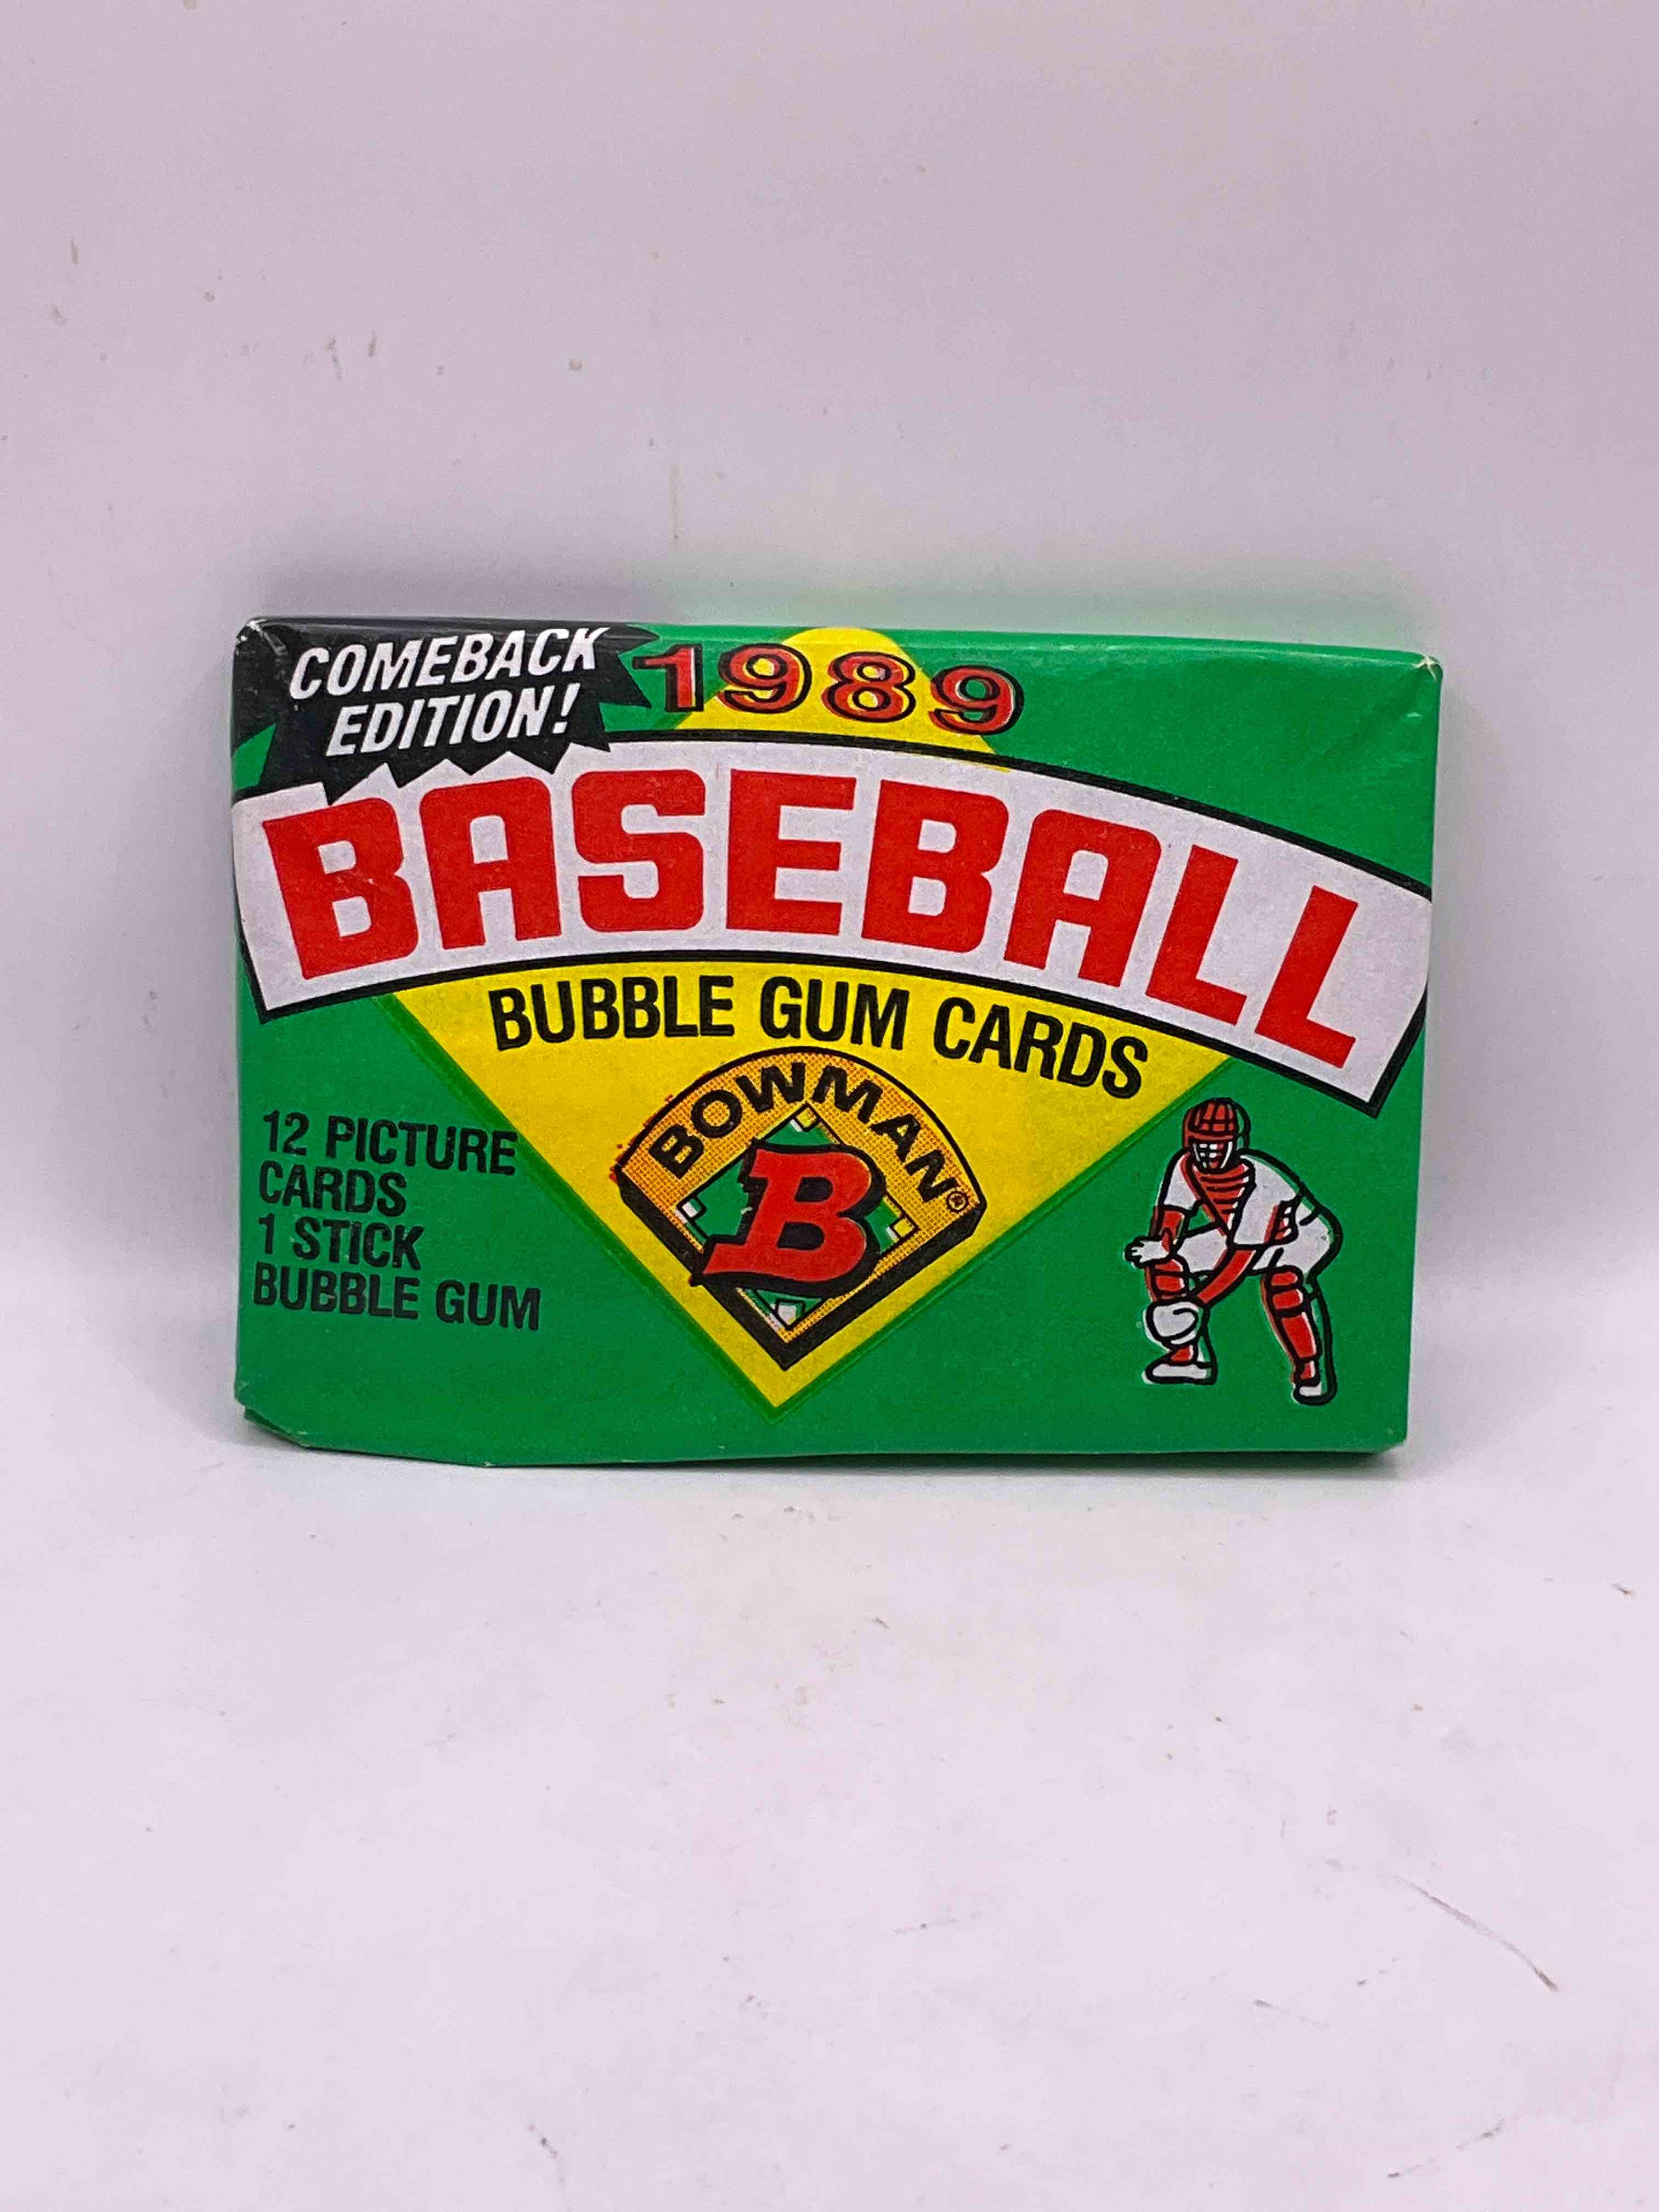 COMEBACK
EDITION!
1989
BASEBALL
BUBBLE GUM CARDS
BOWMAN®
B
12 PICTURE
CARDS
1 STICK
BUBBLE GUM